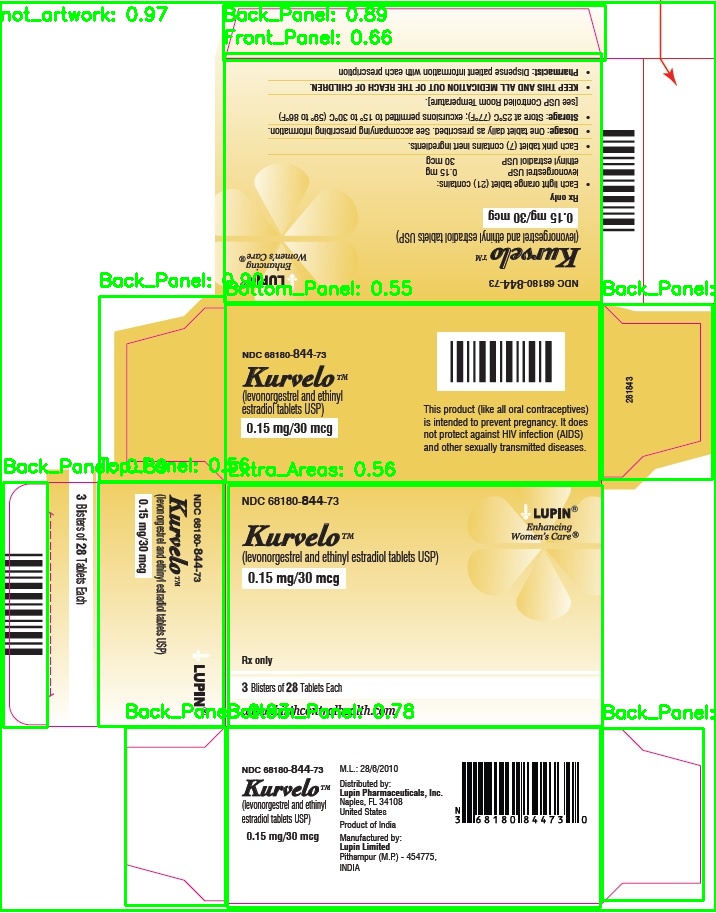 not_artwork: 0.97
Back_Panel: 0.89
Front_Panel: 0.66
NDC 68180-844-73
Kurvelo™
(levonorgestrel and ethinyl estradiol tablets USP)
0.15 mg/30 mcg
Rx only
• Each light orange tablet (21) contains:
levonorgestrel USP 0.15 mg
ethinyl estradiol USP 30 mcg
• Each pink tablet (7) contains inert ingredients.
• Dosage: One tablet daily as prescribed. See accompanying prescribing information.
• Storage: Store at 25°C (77°F); excursions permitted to 15° to 30°C (59° to 86°F)
[see USP Controlled Room Temperature].
• KEEP THIS AND ALL MEDICATION OUT OF THE REACH OF CHILDREN.
• Pharmacist: Dispense patient information with each prescription
LUPIN
Enhancing
Women's Care®
Back_Panel:
Bottom_Panel: 0.55
Back_Panel:
NDC 68180-844-73
Kurvelo™
(levonorgestrel and ethinyl
estradiol tablets USP)
0.15 mg/30 mcg
This product (like all oral contraceptives)
is intended to prevent pregnancy. It does
not protect against HIV infection (AIDS)
and other sexually transmitted diseases.
281843
Extra_Areas: 0.56
3 Blisters of 28 Tablets Each
NDC 68180-844-73
Kurvelo™
(levonorgestrel and ethinyl estradiol tablets USP)
0.15 mg/30 mcg
LUPIN
NDC 68180-844-73
Kurvelo™
(levonorgestrel and ethinyl estradiol tablets USP)
0.15 mg/30 mcg
LUPIN®
Enhancing
Women's Care®
Rx only
3 Blisters of 28 Tablets Each
Back_Panel:
NDC 68180-844-73
Kurvelo™
(levonorgestrel and ethinyl
estradiol tablets USP)
0.15 mg/30 mcg
M.L.: 28/6/2010
Distributed by:
Lupin Pharmaceuticals, Inc.
Naples, FL 34108
United States
Product of India
Manufactured by:
Lupin Limited
Pithampur (M.P.) - 454775,
INDIA
N
3 68180 84473 0